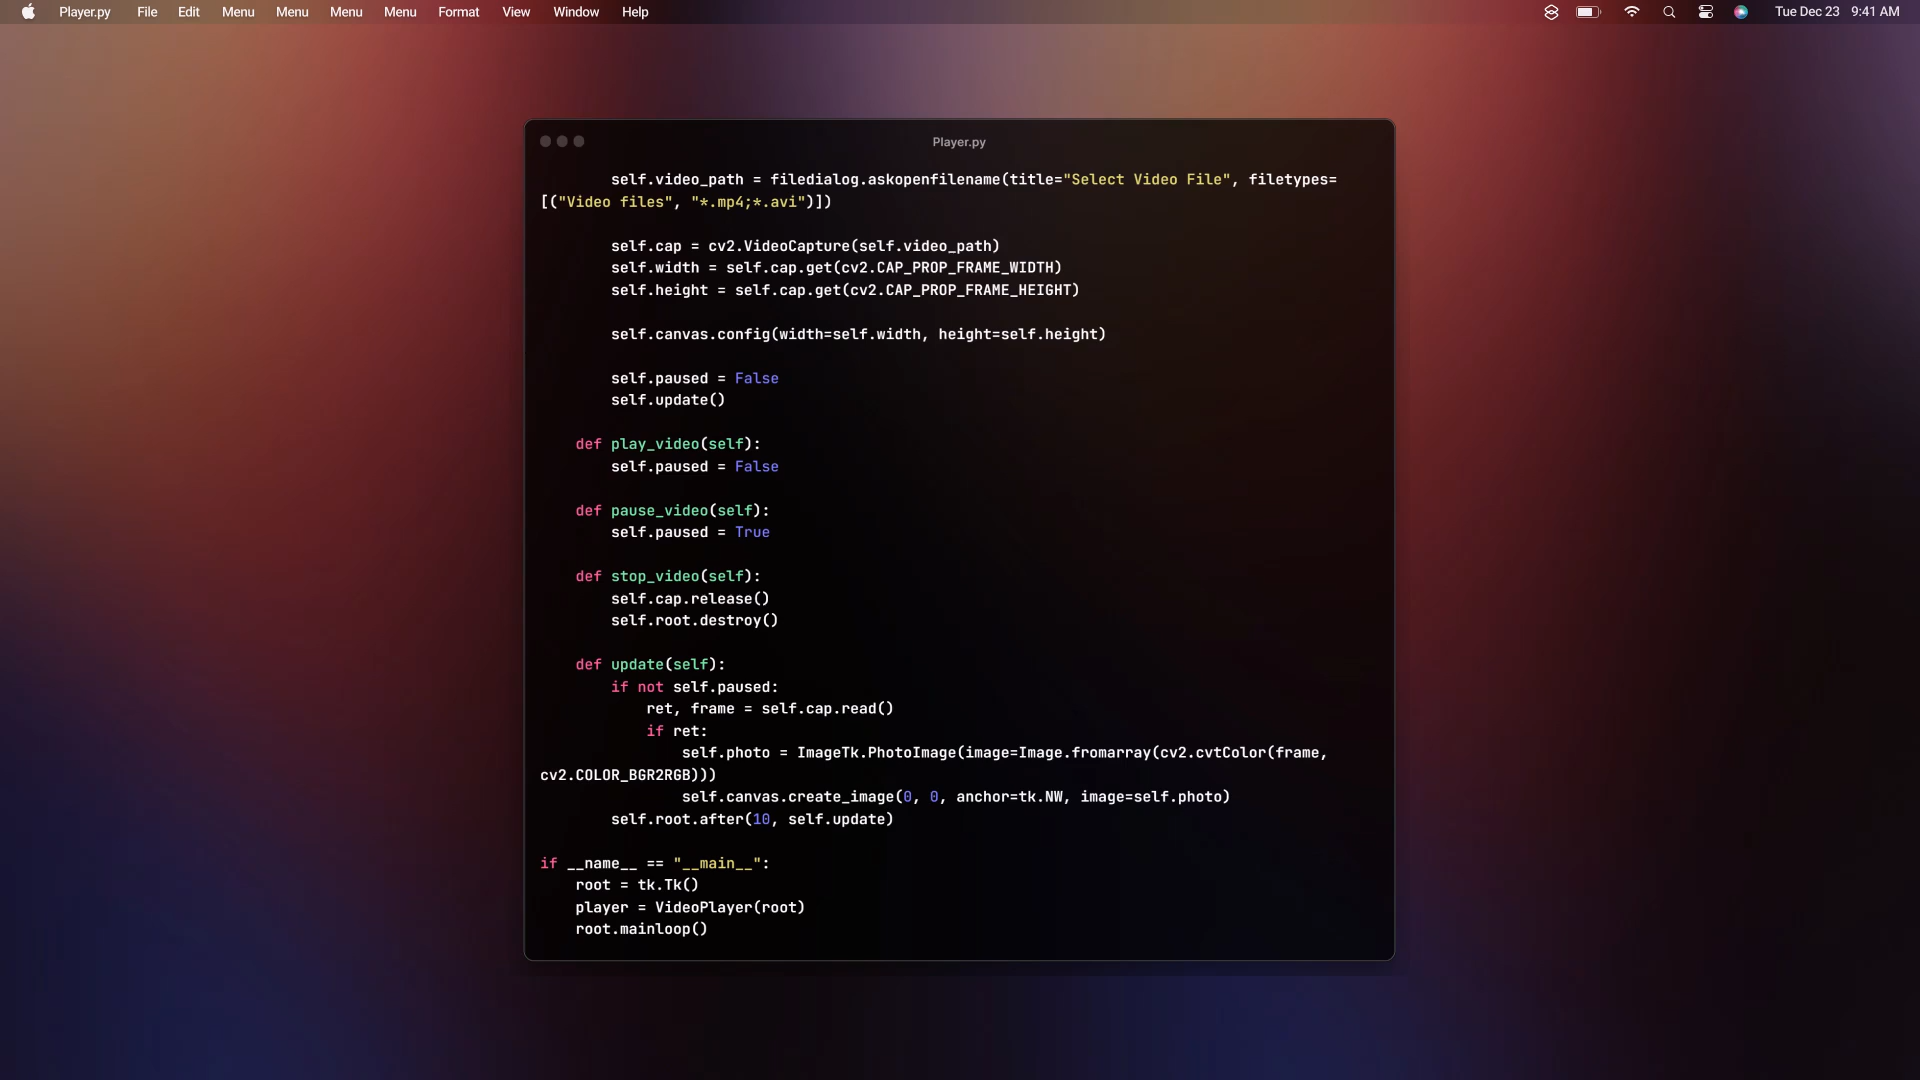 Player.py File Edit Menu Menu Menu Menu Format View Window Help Tue Dec 23 9:41 AM
Player.py
self.video_path = filedialog.askopenfilename(title="Select Video File", filetypes=
[("Video files", "*.mp4;*.avi")])
self.cap = cv2.VideoCapture(self.video_path)
self.width = self.cap.get(cv2.CAP_PROP_FRAME_WIDTH)
self.height = self.cap.get(cv2.CAP_PROP_FRAME_HEIGHT)
self.canvas.config(width=self.width, height=self.height)
self.paused = False
self.update()
def play_video(self):
self.paused = False
def pause_video(self):
self.paused = True
def stop_video(self):
self.cap.release()
self.root.destroy()
def update(self):
if not self.paused:
ret, frame = self.cap.read()
if ret:
self.photo = ImageTk.PhotoImage(image=Image.fromarray(cv2.cvtColor(frame,
cv2.COLOR_BGR2RGB)))
self.canvas.create_image(0, 0, anchor=tk.NW, image=self.photo)
self.root.after(10, self.update)
if __name__ == "__main__":
root = tk.Tk()
player = VideoPlayer(root)
root.mainloop()